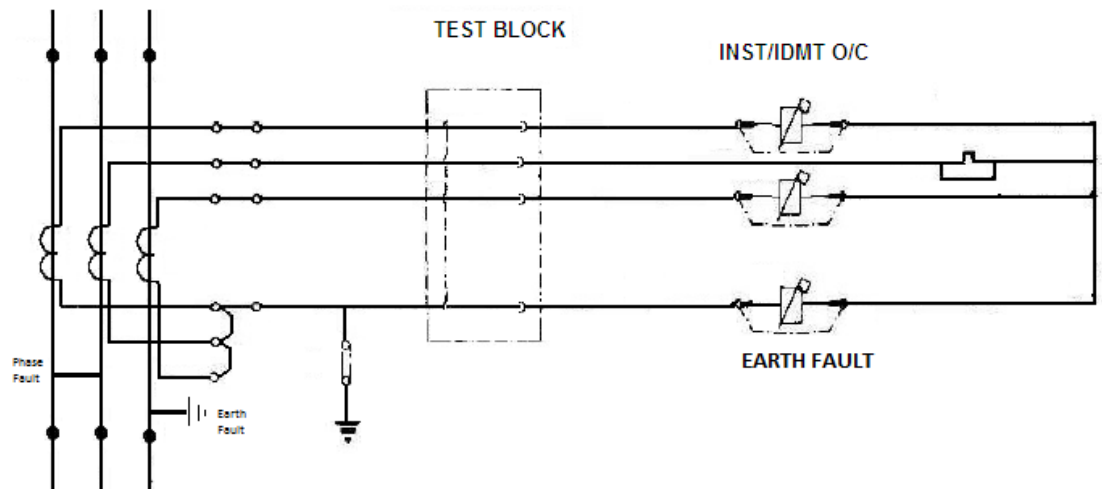 TEST BLOCK
INST/IDMT O/C
EARTH FAULT
Phase
Fault
Earth
Fault